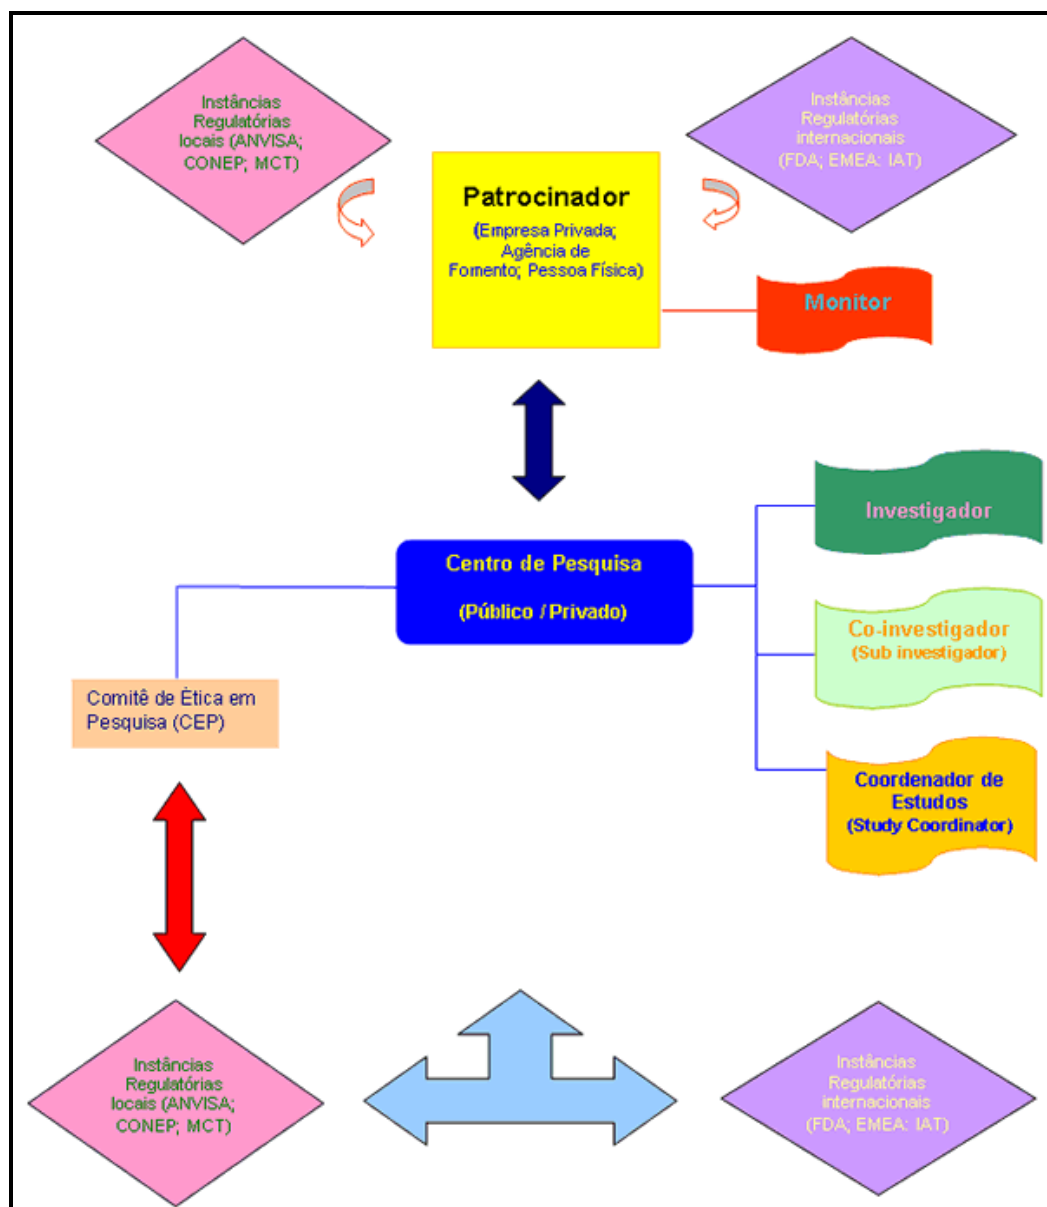 Instâncias
Regulatórias
locais (ANVISA;
CONEP; MCT)
Instâncias
Regulatórias
internacionais
(FDA; EMEA: IAT)
Patrocinador
(Empresa Privada;
Agência de
Fomento; Pessoa Física)
Monitor
Investigador
Centro de Pesquisa
(Público / Privado)
Co-investigador
(Sub investigador)
Comitê de Ética em
Pesquisa (CEP)
Coordenador de
Estudos
(Study Coordinator)
Instâncias
Regulatórias
locais (ANVISA;
CONEP; MCT)
Instâncias
Regulatórias
internacionais
(FDA; EMEA: IAT)